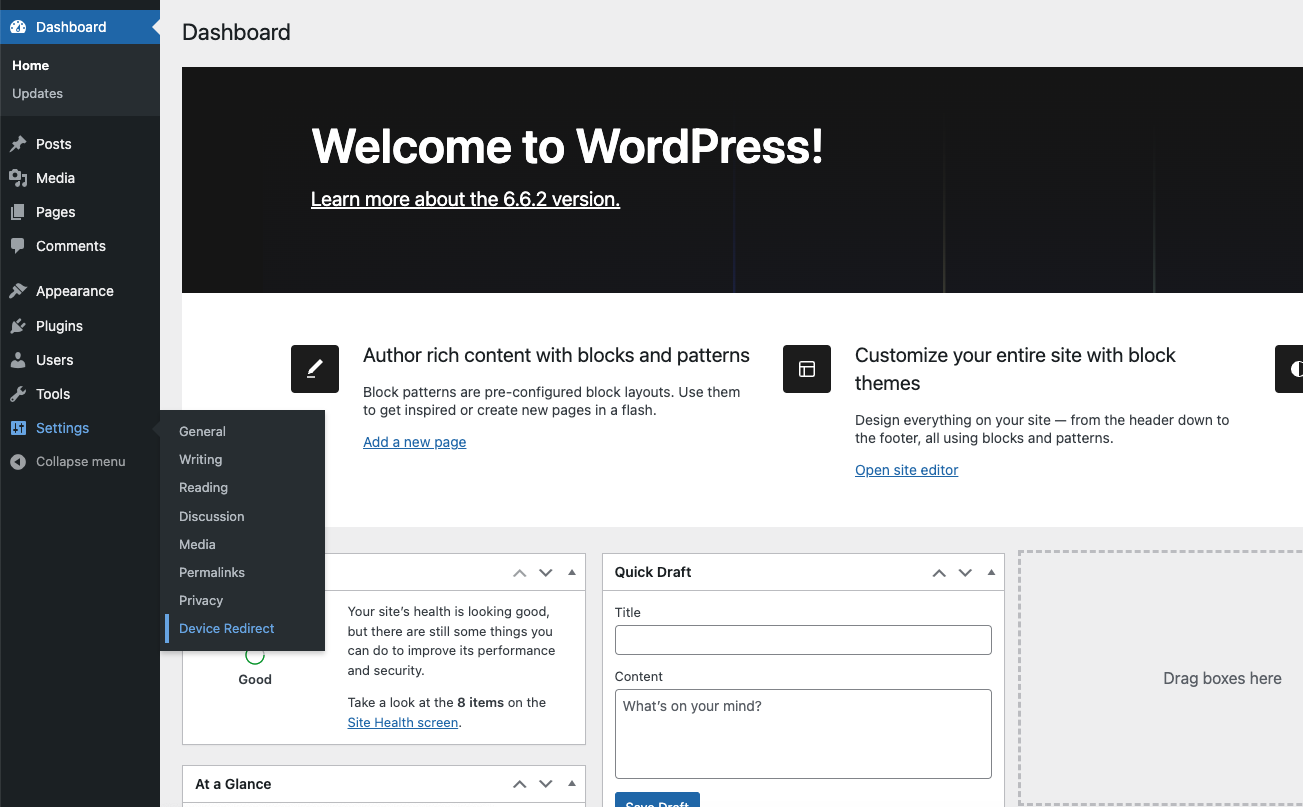 Dashboard
Home
Updates
Posts
Media
Pages
Comments
Appearance
Plugins
Users
Tools
Settings
Collapse menu
General
Writing
Reading
Discussion
Media
Permalinks
Privacy
Device Redirect
Dashboard
Welcome to WordPress!
Learn more about the 6.6.2 version.
Author rich content with blocks and patterns
Block patterns are pre-configured block layouts. Use them
to get inspired or create new pages in a flash.
Add a new page
Customize your entire site with block
themes
Design everything on your site — from the header down to
the footer, all using blocks and patterns.
Open site editor
Good
Your site's health is looking good,
but there are still some things you
can do to improve its performance
and security.
Take a look at the 8 items on the
Site Health screen.
At a Glance
Quick Draft
Title
Content
What's on your mind?
Save Draft
Drag boxes here